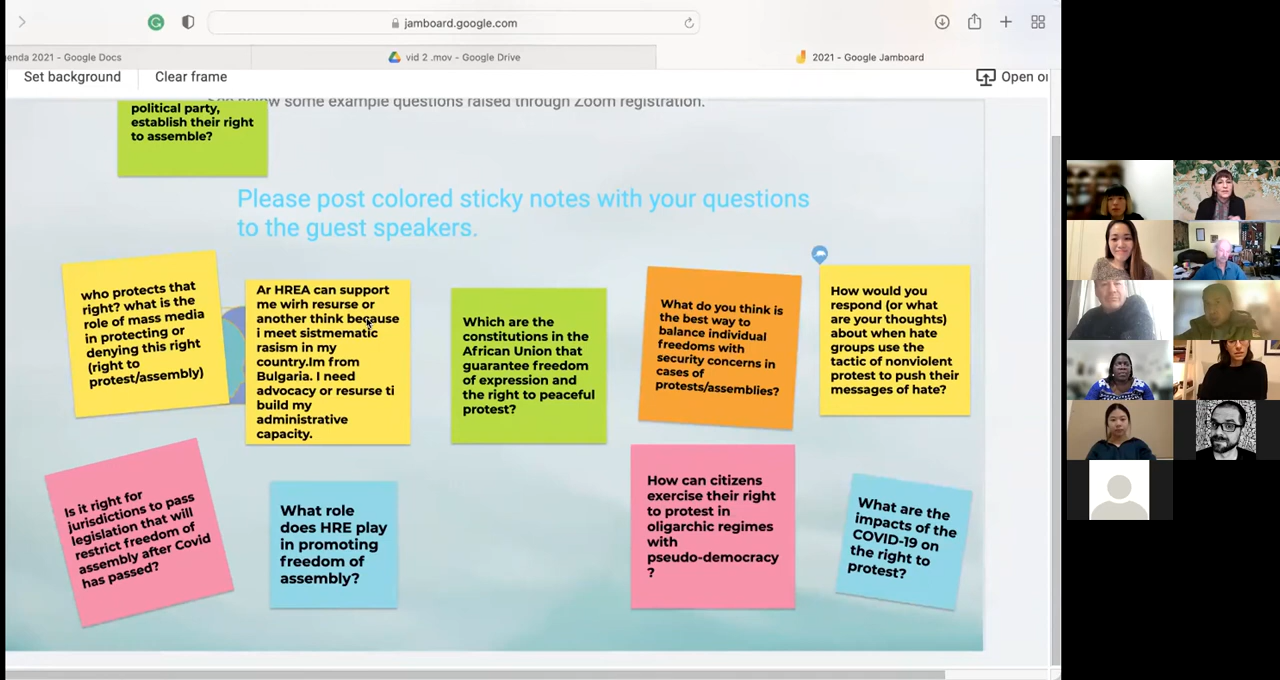 jamboard.google.com
enda 2021 - Google Docs
vid 2 .mov - Google Drive
2021 - Google Jamboard
Set background
Clear frame
Open or
See below some example questions raised through Zoom registration.
political party,
establish their right
to assemble?
Please post colored sticky notes with your questions
to the guest speakers.
who protects that
right? what is the
role of mass media
in protecting or
denying this right
(right to
protest/assembly)
Ar HREA can support
me wirh resurse or
another think because
i meet sistmematic
rasism in my
country.Im from
Bulgaria. I need
advocacy or resurse ti
build my
administrative
capacity.
Which are the
constitutions in the
African Union that
guarantee freedom
of expression and
the right to peaceful
protest?
What do you think is
the best way to
balance individual
freedoms with
security concerns in
cases of
protests/assemblies?
How would you
respond (or what
are your thoughts)
about when hate
groups use the
tactic of nonviolent
protest to push their
messages of hate?
Is it right for
jurisdictions to pass
legislation that will
restrict freedom of
assembly after Covid
has passed?
What role
does HRE play
in promoting
freedom of
assembly?
How can citizens
exercise their right
to protest in
oligarchic regimes
with
pseudo-democracy
?
What are the
impacts of the
COVID-19 on
the right to
protest?